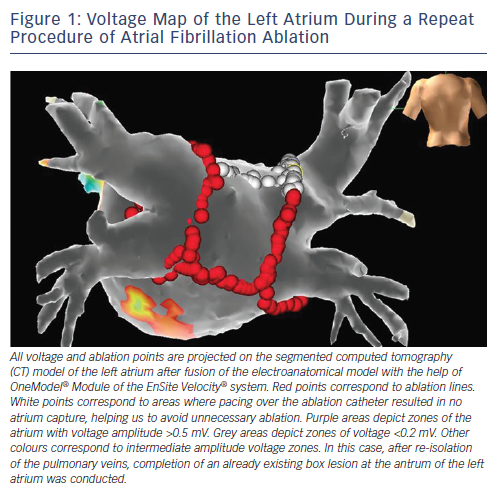 Figure 1: Voltage Map of the Left Atrium During a Repeat
Procedure of Atrial Fibrillation Ablation
All voltage and ablation points are projected on the segmented computed tomography
(CT) model of the left atrium after fusion of the electroanatomical model with the help of
OneModel® Module of the EnSite Velocity® system. Red points correspond to ablation lines.
White points correspond to areas where pacing over the ablation catheter resulted in no
atrium capture, helping us to avoid unnecessary ablation. Purple areas depict zones of the
atrium with voltage amplitude >0.5 mV. Grey areas depict zones of voltage <0.2 mV. Other
colours correspond to intermediate amplitude voltage zones. In this case, after re-isolation
of the pulmonary veins, completion of an already existing box lesion at the antrum of the left
atrium was conducted.